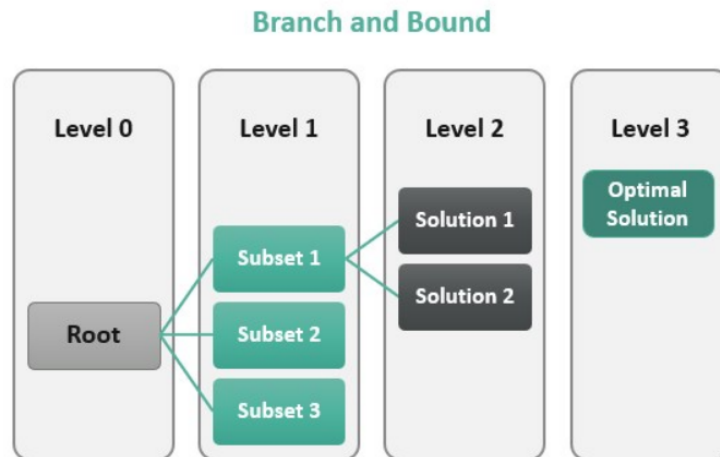 Branch and Bound
Level 0
Level 1
Level 2
Level 3
Root
Subset 1
Subset 2
Subset 3
Solution 1
Solution 2
Optimal
Solution